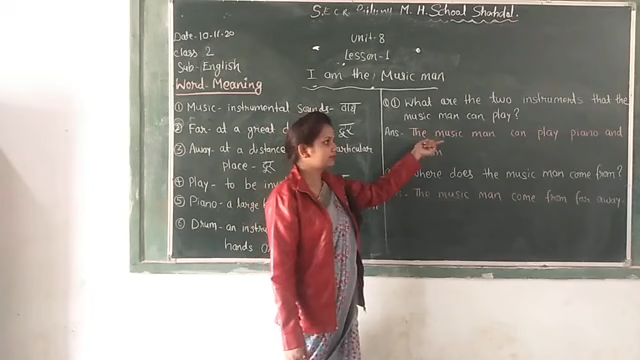 S.E.C.R. M. H. School Shahdol
Date- 10-11-20
Unit-8
class 2
Lesson-1
Sub- English
I am the Music man
Word- Meaning
① Music- instrumental sounds- वाद्य
② Far- at a great d दूर
③ Away- at a distance particular
place- दूर
④ Play- to be in
⑤ Piano- a large
⑥ Drum- an instru
hands
Q.① What are the two instruments that the
music man can play?
Ans- The music man can play piano and
where does the music man come from?
The music man come from far away.